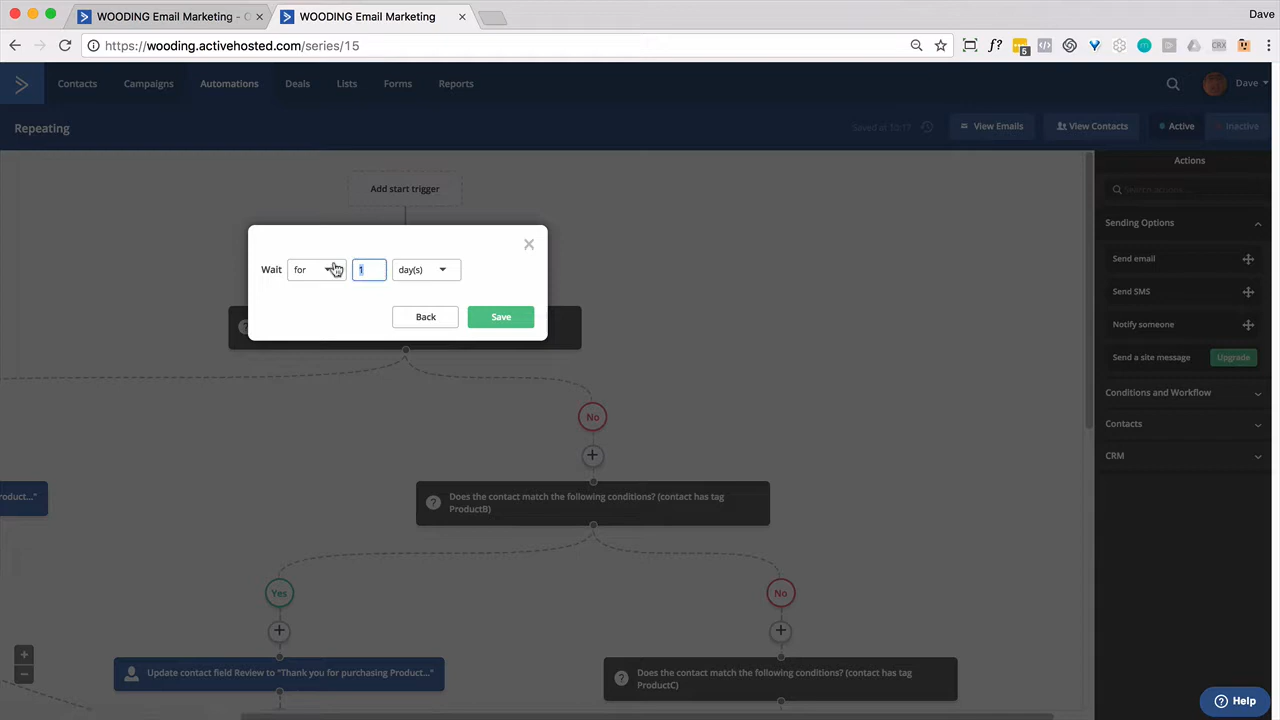 WOODING Email Marketing - C
WOODING Email Marketing
Dave
https://wooding.activehosted.com/series/15
f?
5
CRX
Contacts
Campaigns
Automations
Deals
Lists
Forms
Reports
Dave
Repeating
View Emails
View Contacts
Active
Inactive
Add start trigger
Actions
Search actions...
Sending Options
Send email
Send SMS
Notify someone
Send a site message
Upgrade
Conditions and Workflow
Contacts
CRM
Wait
for
1
day(s)
Back
Save
No
Does the contact match the following conditions? (contact has tag
ProductB)
roduct..."
Yes
No
Update contact field Review to "Thank you for purchasing Product..."
Does the contact match the following conditions? (contact has tag
ProductC)
Help